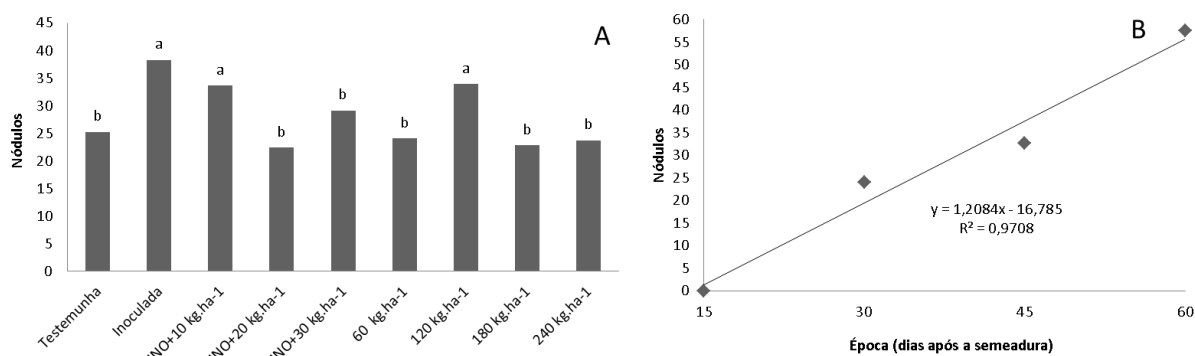 45
40
35
30
25
20
15
10
5
0
Nódulos
A
b
a
a
b
b
b
a
b
b
Testemunha
Inoculada
NO+10 kg.ha-1
NO+20 kg.ha-1
NO+30 kg.ha-1
60 kg.ha-1
120 kg.ha-1
180 kg.ha-1
240 kg.ha-1
60
55
50
45
40
35
30
25
20
15
10
5
0
Nódulos
B
y = 1,2084x - 16,785
R² = 0,9708
15
30
45
60
Época (dias após a semeadura)